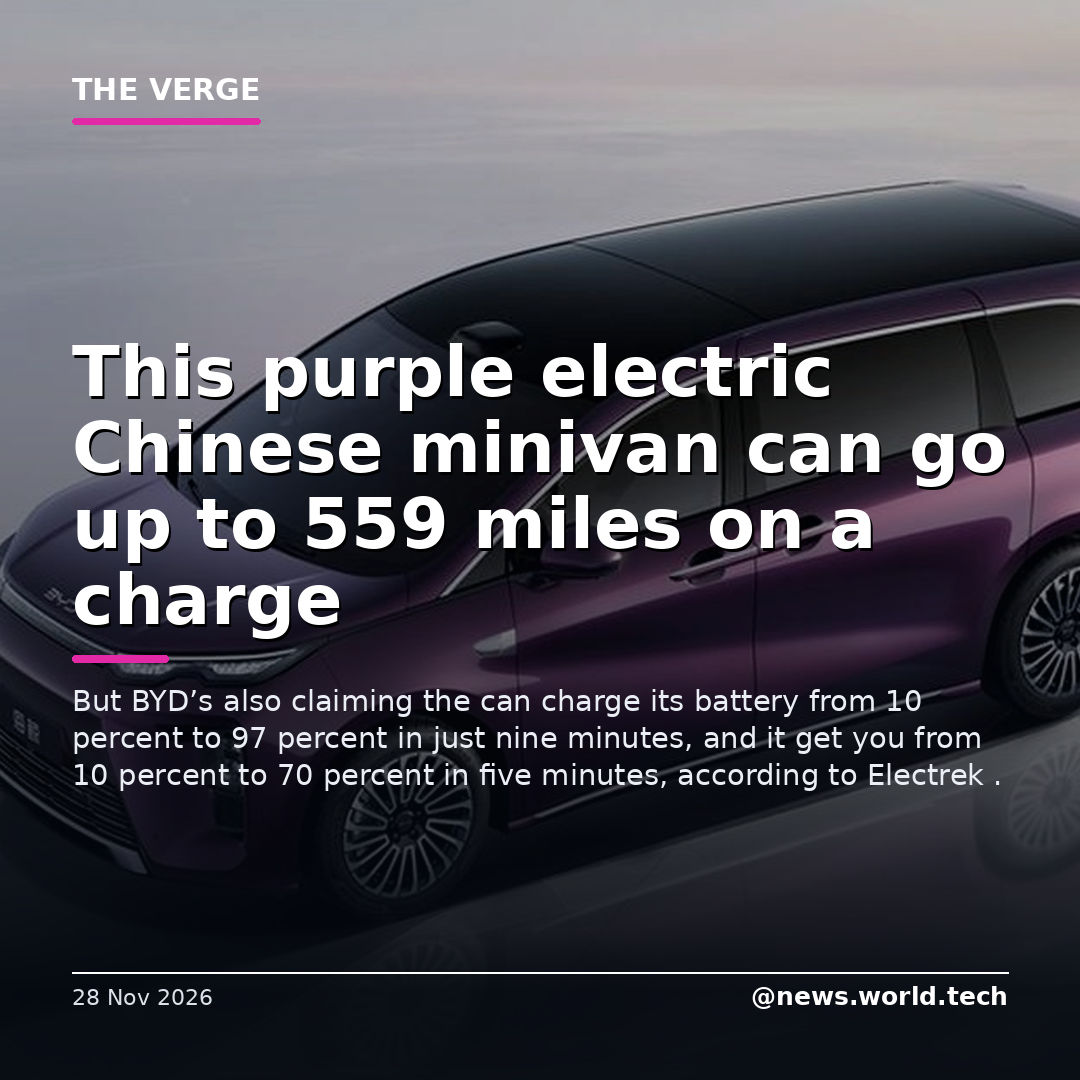 THE VERGE
This purple electric
Chinese minivan can go
up to 559 miles on a
charge
But BYD’s also claiming the can charge its battery from 10
percent to 97 percent in just nine minutes, and it get you from
10 percent to 70 percent in five minutes, according to Electrek .
28 Nov 2026
@news.world.tech